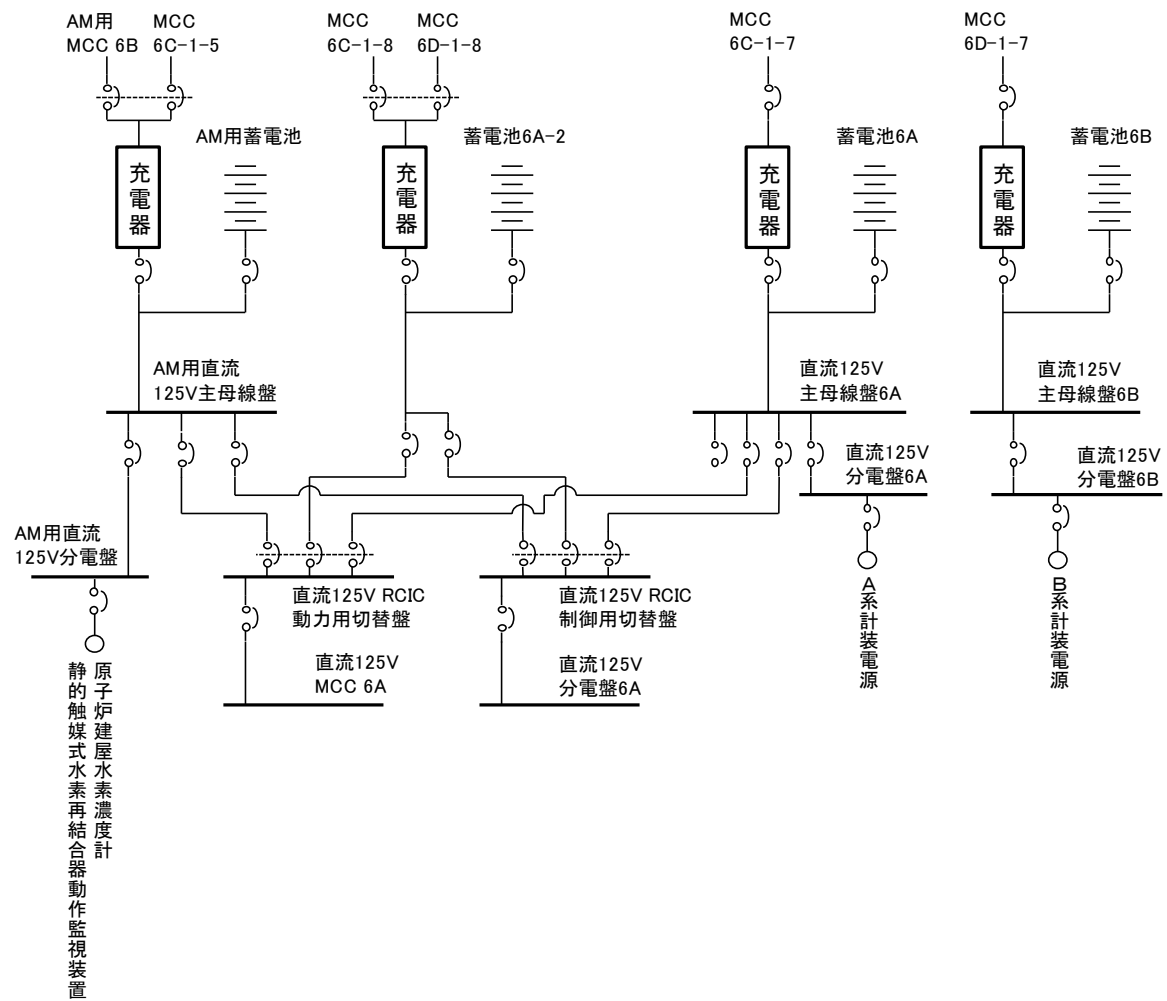 AM用
MCC 6B
MCC
6C-1-5
MCC
6C-1-8
MCC
6D-1-8
MCC
6C-1-7
MCC
6D-1-7
充電器
AM用蓄電池
充電器
蓄電池6A-2
充電器
蓄電池6A
充電器
蓄電池6B
AM用直流
125V主母線盤
直流125V
主母線盤6A
直流125V
主母線盤6B
直流125V
分電盤6A
直流125V
分電盤6B
AM用直流
125V分電盤
直流125V RCIC
動力用切替盤
直流125V RCIC
制御用切替盤
A系計装電源
B系計装電源
直流125V
MCC 6A
直流125V
分電盤6A
原子炉建屋水素濃度計
静的触媒式水素再結合器動作監視装置